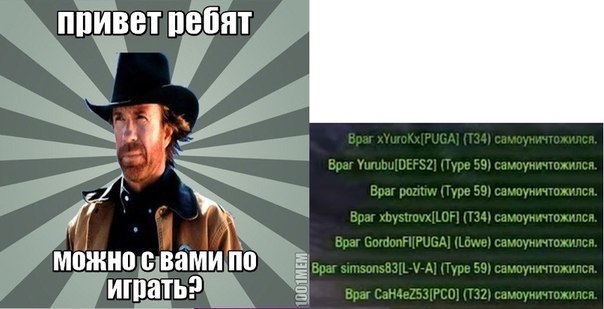 привет ребят
можно с вами по
играть?
1001MEM
Враг xYuroKx[PUGA] (T34) самоуничтожился.
Враг Yurubu[DEFS2] (Type 59) самоуничтожился.
Враг pozitiw (Type 59) самоуничтожился.
Враг xbystrovx[LOF] (T34) самоуничтожился.
Враг GordonFl[PUGA] (Löwe) самоуничтожился.
Враг simsons83[L-V-A] (Type 59) самоуничтожился.
Враг CaH4eZ53[PCO] (T32) самоуничтожился.